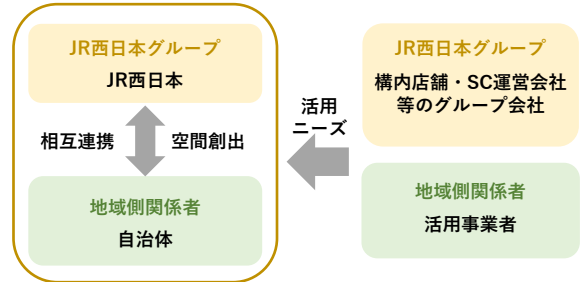 JR西日本グループ
JR西日本
相互連携
空間創出
地域側関係者
自治体
活用
ニーズ
JR西日本グループ
構内店舗・SC運営会社
等のグループ会社
地域側関係者
活用事業者